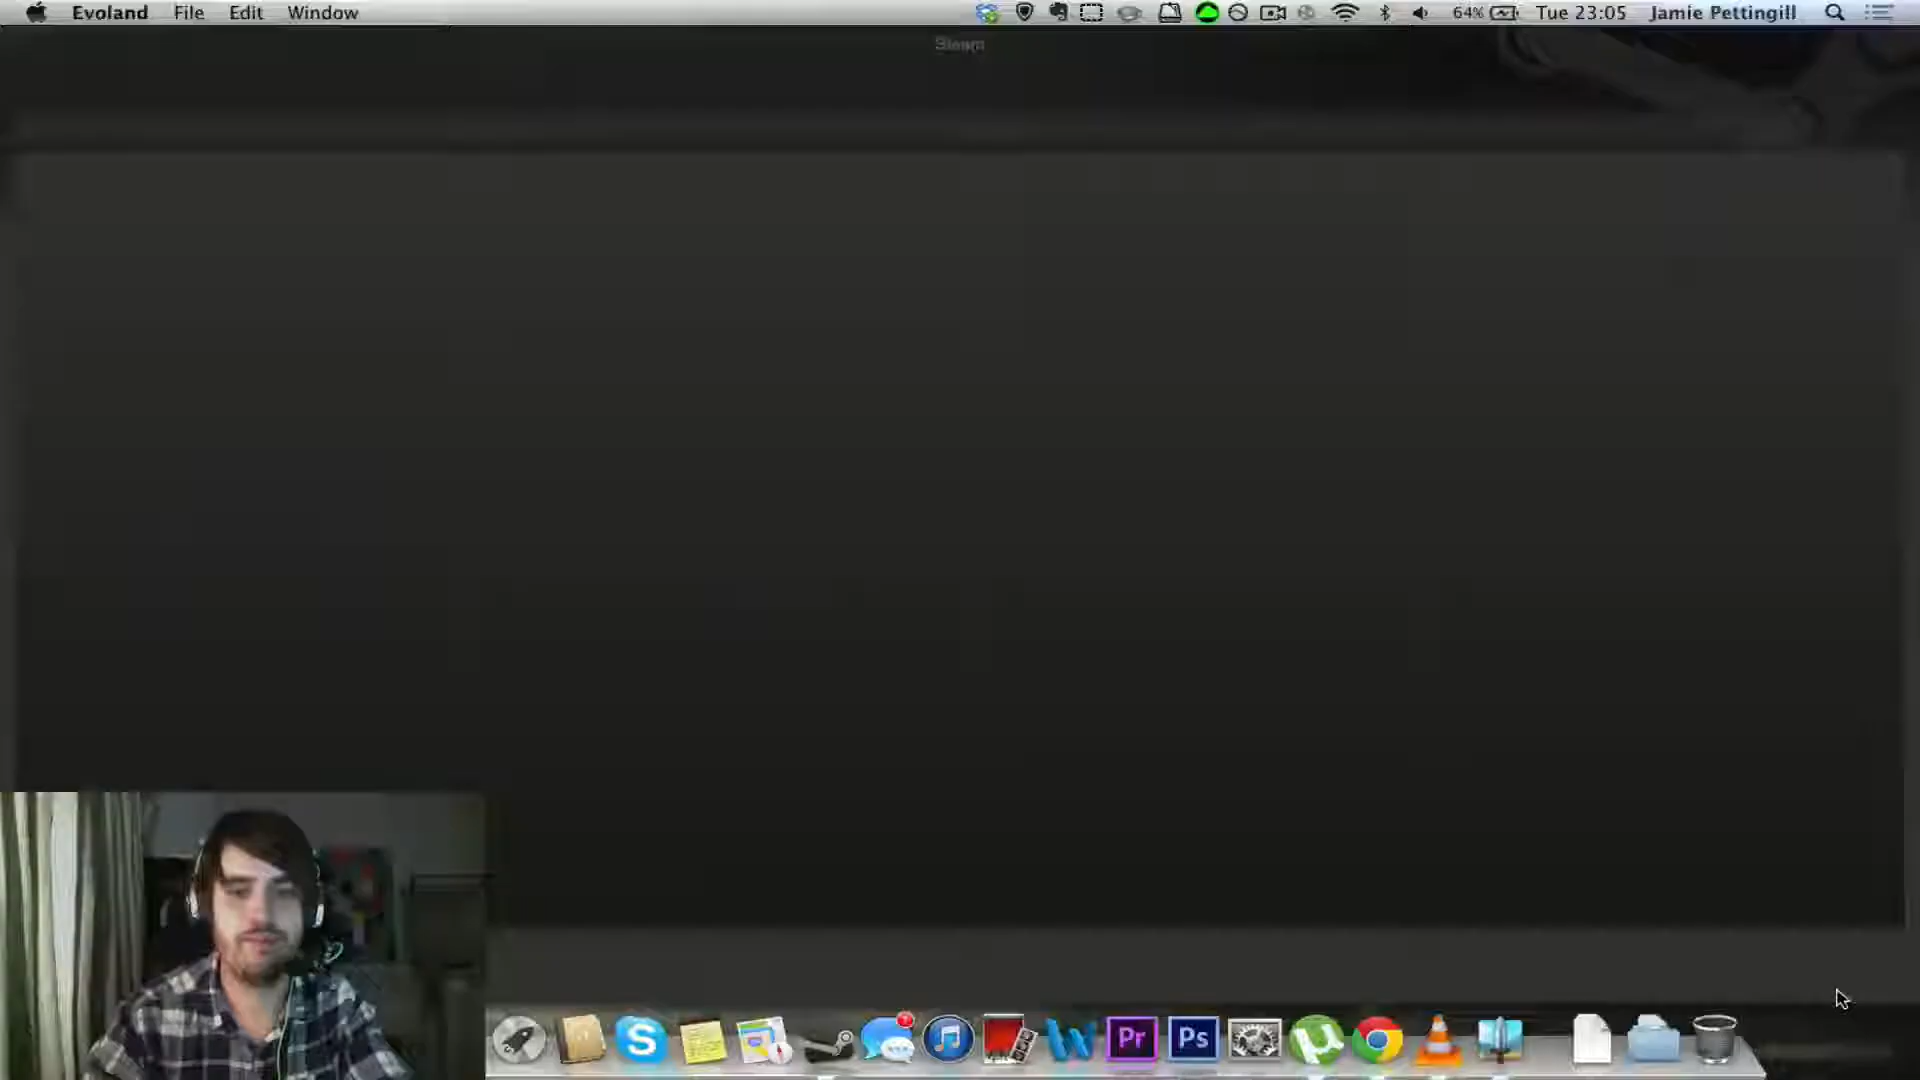 Evoland File Edit Window 64% Tue 23:05 Jamie Pettingill
Steam
S W Pr Ps µ